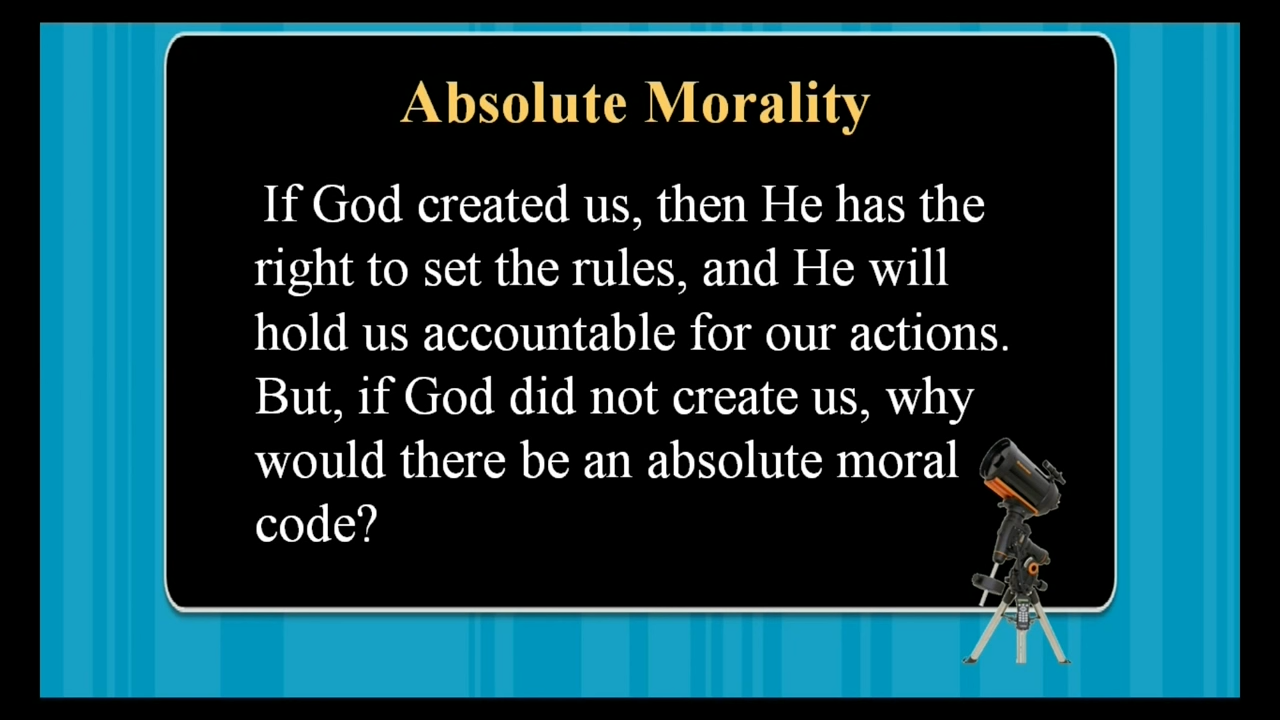 Absolute Morality
If God created us, then He has the
right to set the rules, and He will
hold us accountable for our actions.
But, if God did not create us, why
would there be an absolute moral
code?